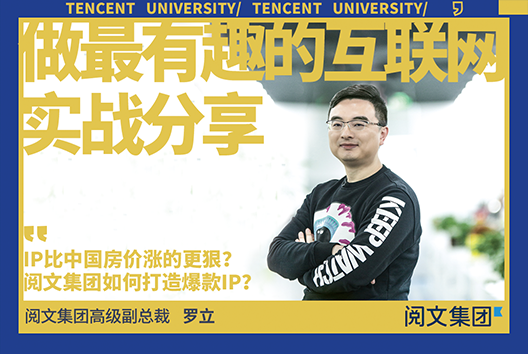 TENCENT UNIVERSITY/ TENCENT UNIVERSITY/
做最有趣的互联网
实战分享
KEEP WATCH
IP比中国房价涨的更狠?
阅文集团如何打造爆款IP?
阅文集团高级副总裁 罗立
阅文集团